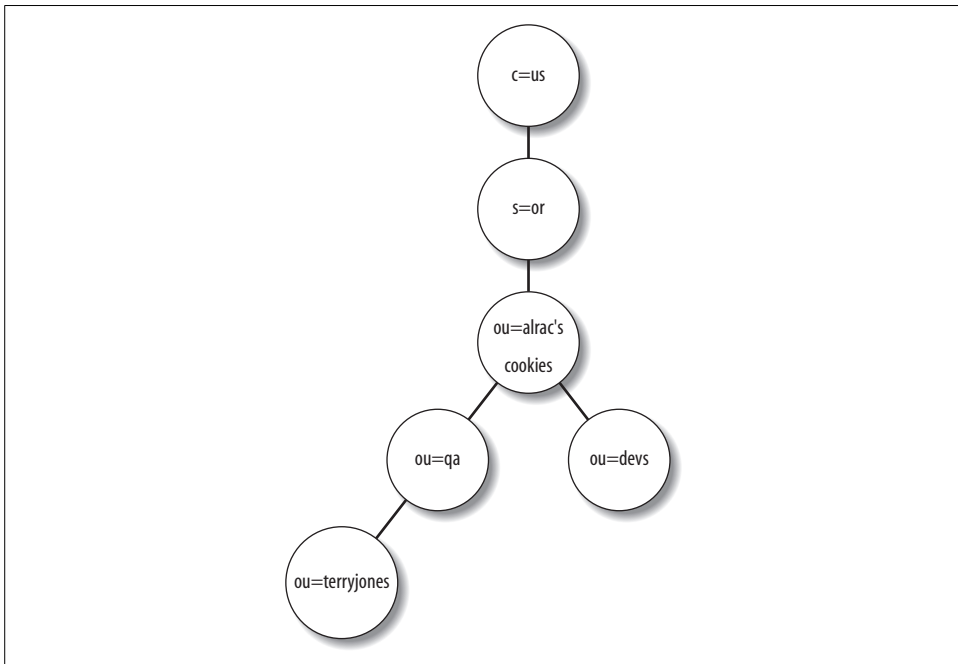 c=us
s=or
ou=alrac's
cookies
ou=qa
ou=devs
ou=terryjones